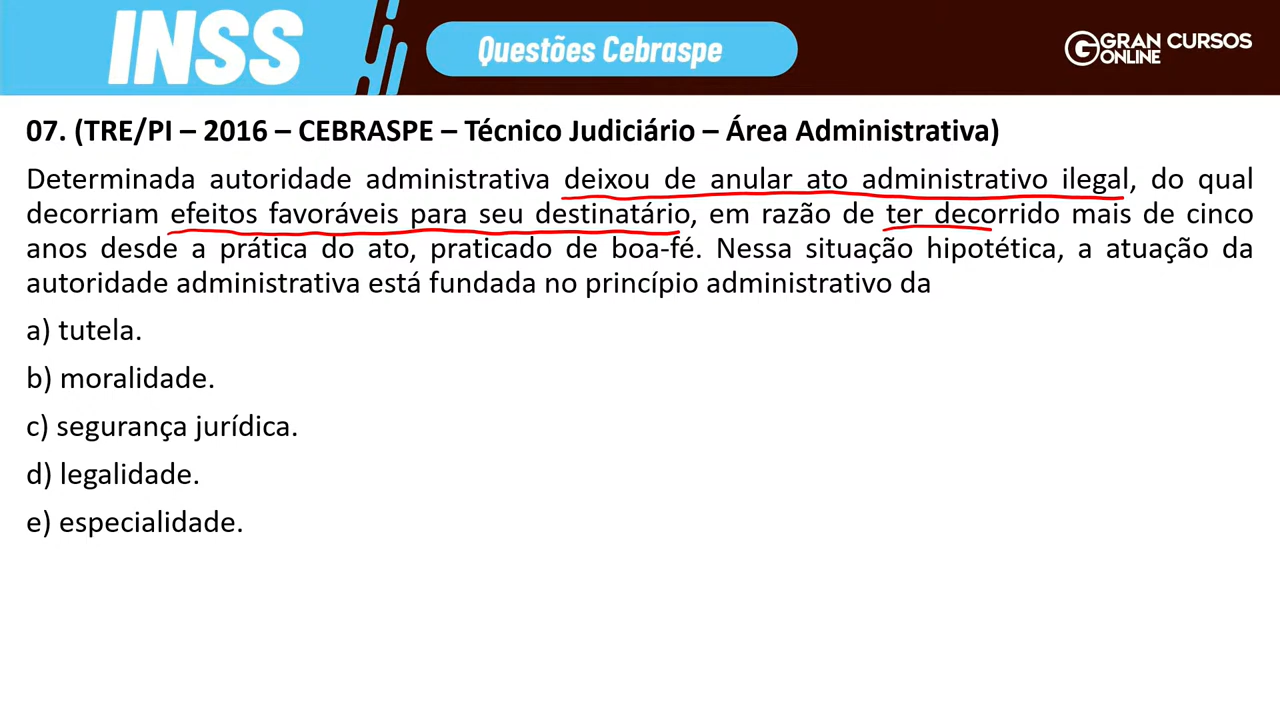 INSS
Questões Cebraspe
GRAN CURSOS
ONLINE
07. (TRE/PI – 2016 – CEBRASPE – Técnico Judiciário – Área Administrativa)
Determinada autoridade administrativa deixou de anular ato administrativo ilegal, do qual
decorriam efeitos favoráveis para seu destinatário, em razão de ter decorrido mais de cinco
anos desde a prática do ato, praticado de boa-fé. Nessa situação hipotética, a atuação da
autoridade administrativa está fundada no princípio administrativo da
a) tutela.
b) moralidade.
c) segurança jurídica.
d) legalidade.
e) especialidade.